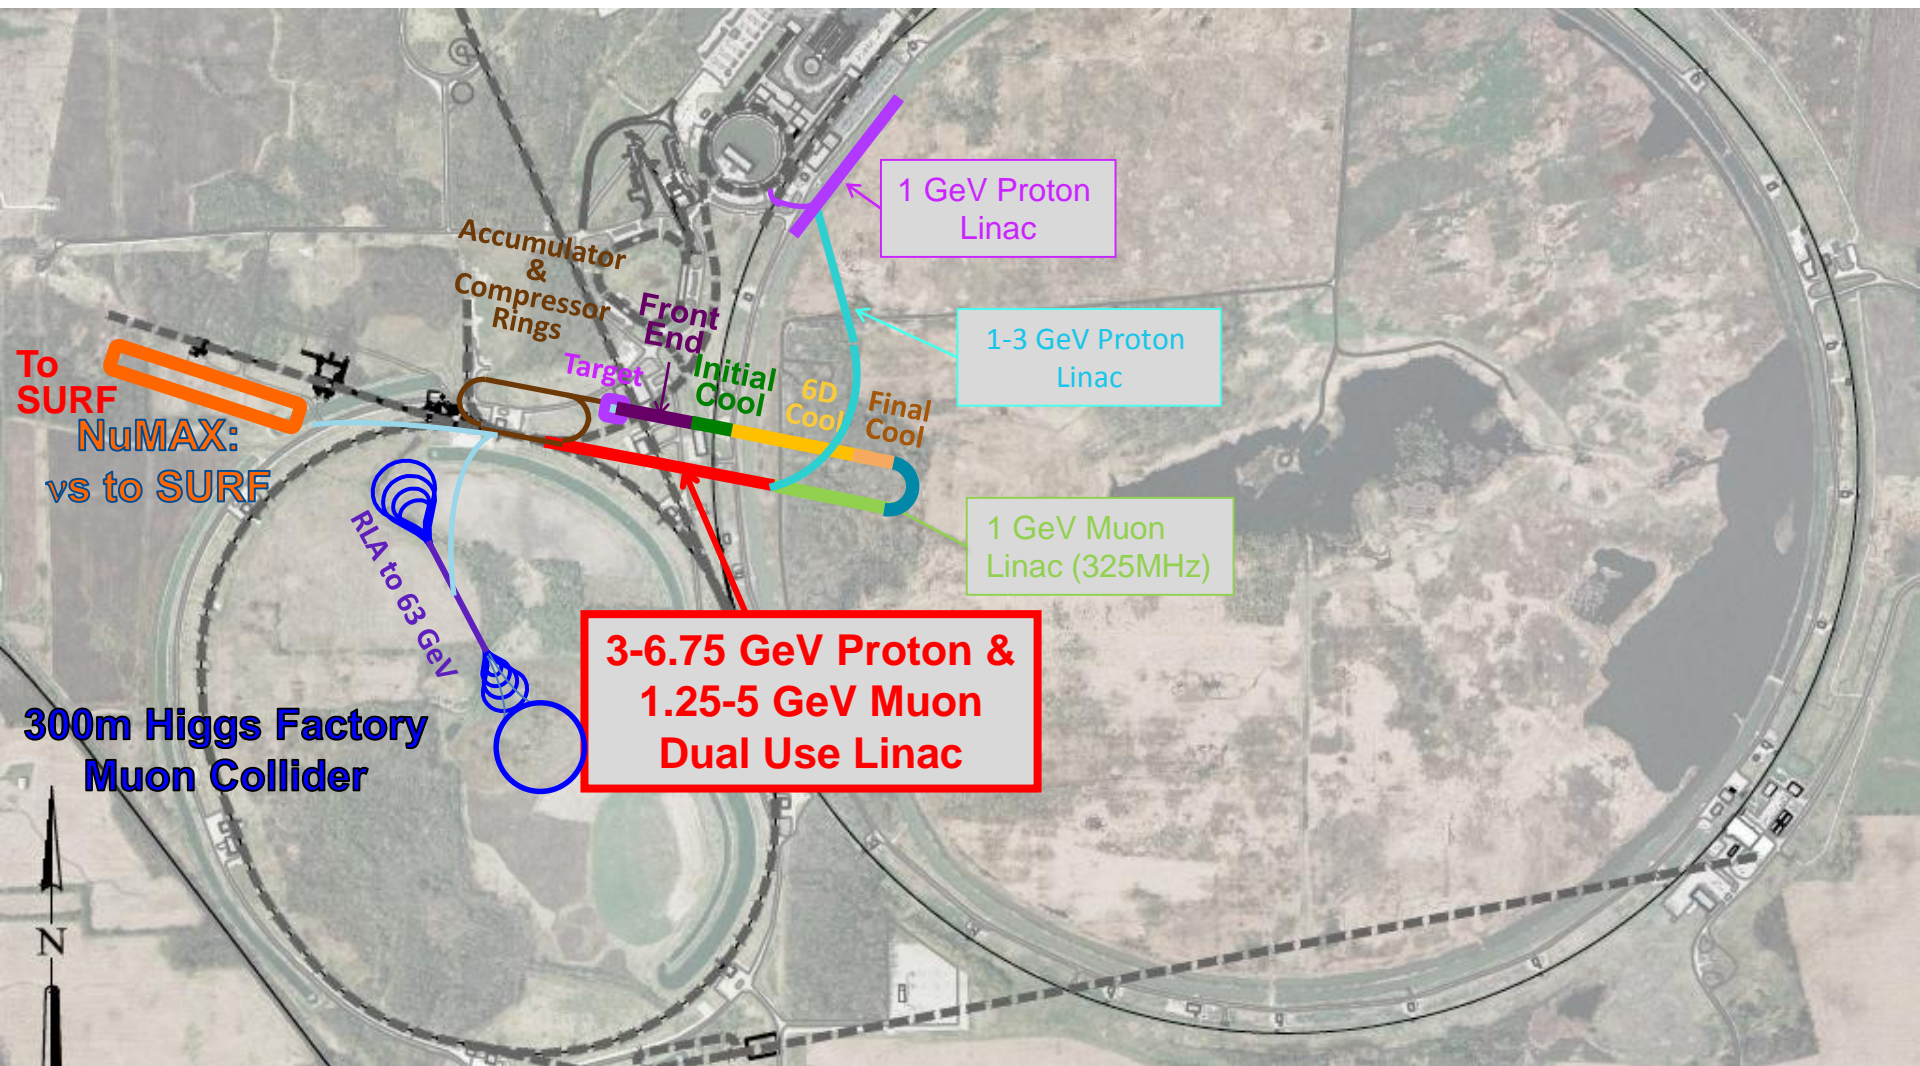 1 GeV Proton
Linac
Accumulator
&
Compressor
Rings
Front
End
Target
Initial
Cool
6D
Cool
Final
Cool
1-3 GeV Proton
Linac
To
SURF
NuMAX:
νs to SURF
RLA to 63 GeV
1 GeV Muon
Linac (325MHz)
3-6.75 GeV Proton &
1.25-5 GeV Muon
Dual Use Linac
300m Higgs Factory
Muon Collider
N